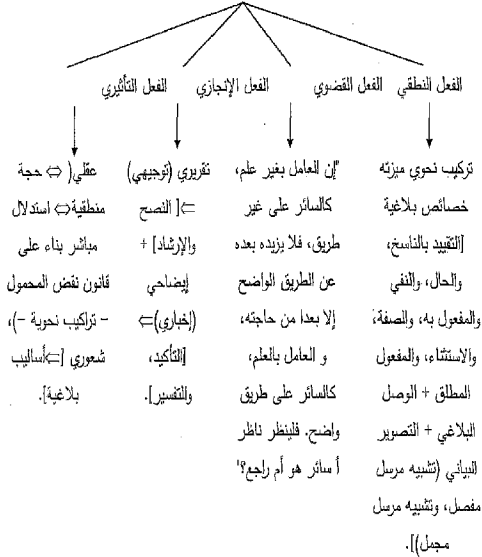 الفعل النطقي
الفعل القضوي
الفعل الإنجازي
الفعل التأثيري
تركيب نحوي ميزته
خصائص بلاغية
[التقييد بالناسخ،
والحال، والنفي
والمفعول به، والصفة،
والاستثناء، والمفعول
المطلق + الوصل
البلاغي + التصوير
البياني (تشبيه مرسل
مفصل، وتشبيه مرسل
مجمل)].
"إن العامل بغير علم،
كالسائر على غير
طريق، فلا يزيده بعده
عن الطريق الواضح
إلا بعدا من حاجته،
و العامل بالعلم،
كالسائر على طريق
واضح. فلينظر ناظر
أ سائر هو أم راجع؟"
تقريري (توجيهي)
⇐[ النصح
والإرشاد] +
إيضاحي
(إخباري)⇐
[التأكيد،
والتفسير].
عقلي( ⇔ حجة
منطقية⇔ استدلال
مباشر بناء على
قانون نقض المحمول
– تراكيب نحوية –)،
شعوري [⇐أساليب
بلاغية].